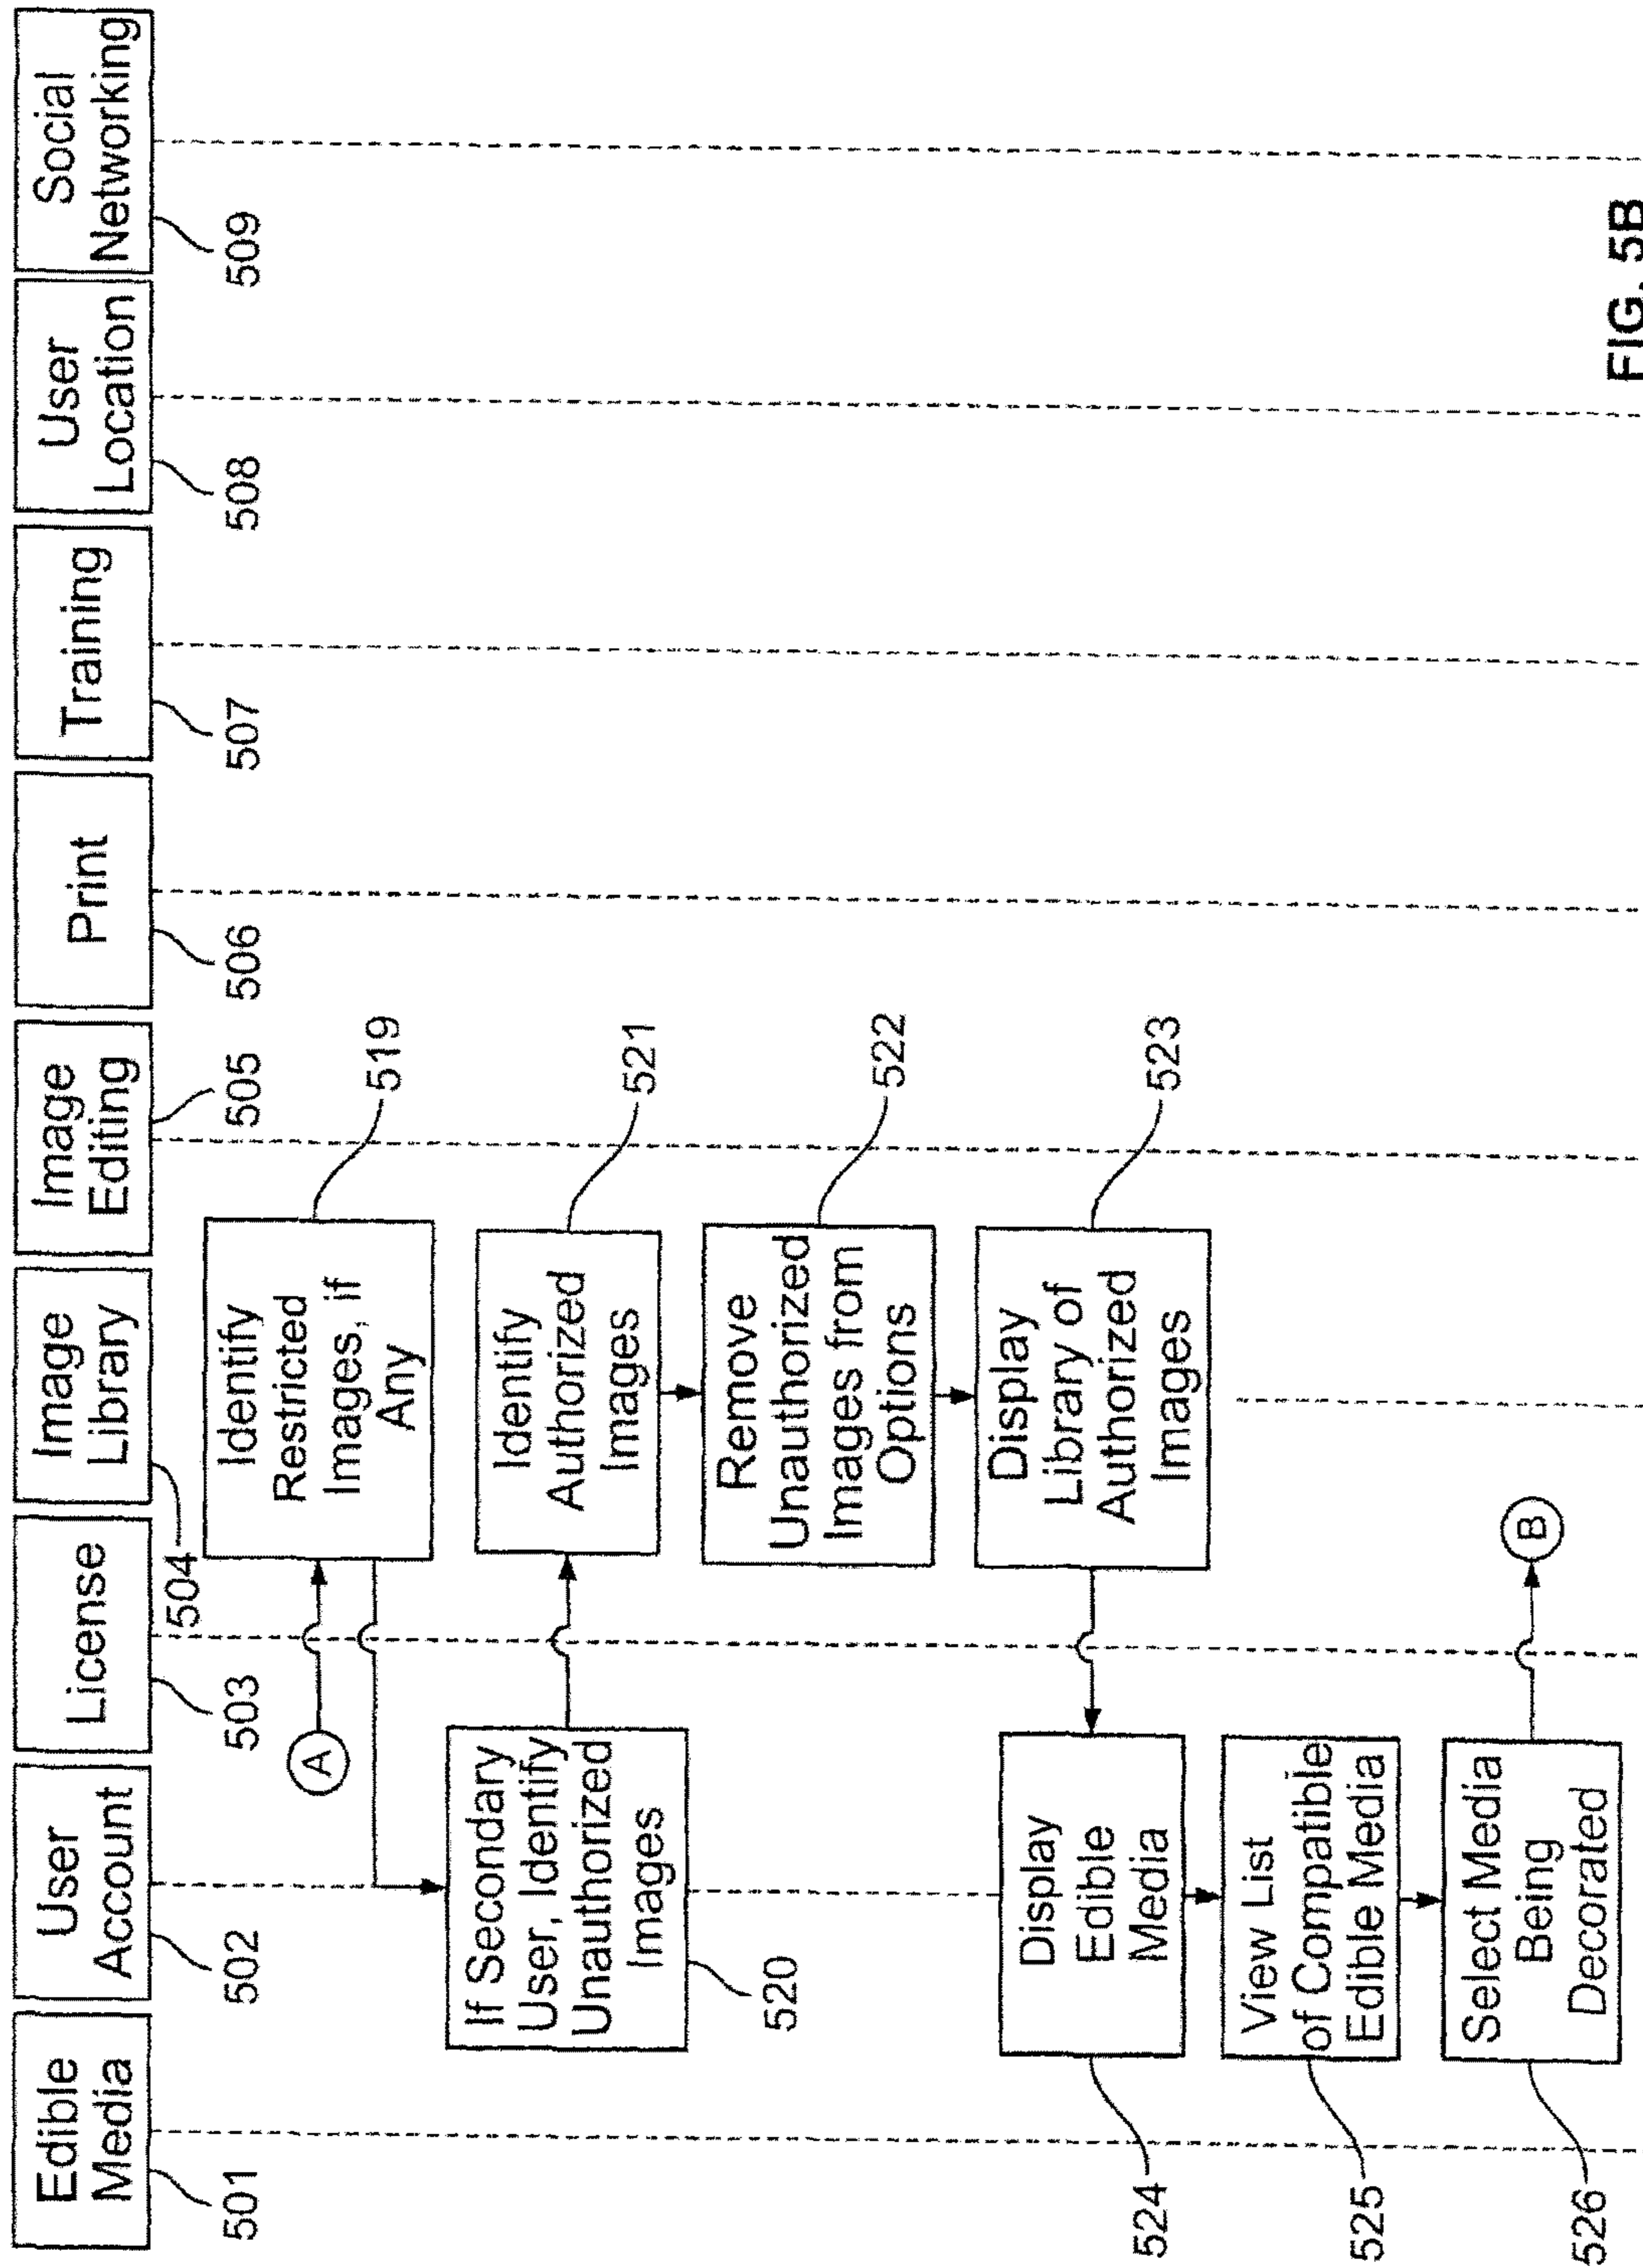 Edible
Media
501
User
Account
502
License
503
Image
Library
504
Image
Editing
505
Print
506
Training
507
User
Location
508
Social
Networking
509
A
Identify
Restricted
Images, if
Any
519
If Secondary
User, Identify
Unauthorized
Images
520
Identify
Authorized
Images
521
Remove
Unauthorized
Images from
Options
522
Display
Library of
Authorized
Images
523
Display
Edible
Media
524
View List
of Compatible
Edible Media
525
Select Media
Being
Decorated
526
B
FIG. 5B